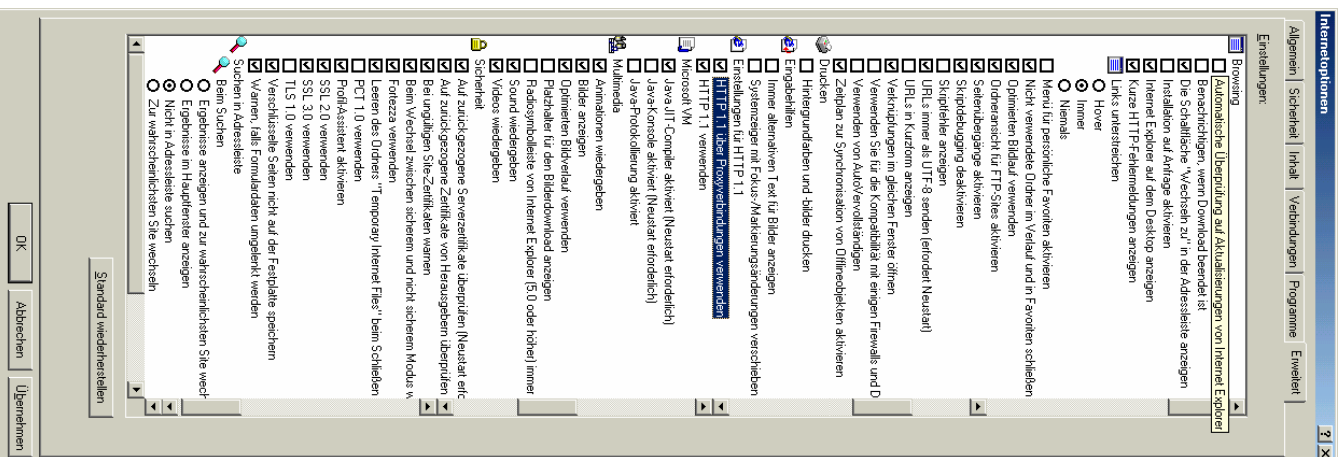 Internetoptionen
Allgemein
Sicherheit
Inhalt
Verbindungen
Programme
Erweitert
Einstellungen:
Browsing
Automatische Überprüfung auf Aktualisierungen von Internet Explorer
Benachrichtigen, wenn Download beendet ist
Die Schaltfläche "Wechseln zu" in der Adressleiste anzeigen
Installation auf Anfrage aktivieren
Internet Explorer auf dem Desktop anzeigen
Kurze HTTP-Fehlermeldungen anzeigen
Links unterstreichen
Hover
Immer
Niemals
Menü für persönliche Favoriten aktivieren
Nicht verwendete Ordner im Verlauf und in Favoriten schließen
Optimierten Bildlauf verwenden
Ordneransicht für FTP-Sites aktivieren
Seitenübergänge aktivieren
Skriptdebugging deaktivieren
Skriptfehler anzeigen
URLs immer als UTF-8 senden (erfordert Neustart)
URLs in Kurzform anzeigen
Verknüpfungen im gleichen Fenster öffnen
Verwenden Sie für die Kompatibilität mit einigen Firewalls und D
Verwenden von AutoVervollständigen
Zeitplan zur Synchronisation von Offlineobjekten aktivieren
Drucken
Hintergrundfarben und -bilder drucken
Eingabehilfen
Immer alternativen Text für Bilder anzeigen
Systemzeiger mit Fokus-/Markierungsänderungen verschieben
Einstellungen für HTTP 1.1
HTTP 1.1 über Proxyverbindungen verwenden
HTTP 1.1 verwenden
Microsoft VM
Java JIT-Compiler aktiviert (Neustart erforderlich)
Java-Konsole aktiviert (Neustart erforderlich)
Java-Protokollierung aktiviert
Multimedia
Animationen wiedergeben
Bilder anzeigen
Optimierten Bildverlauf verwenden
Platzhalter für den Bilderdownload anzeigen
Radiosymbolleiste von Internet Explorer (5.0 oder höher) immer
Sound wiedergeben
Videos wiedergeben
Sicherheit
Auf zurückgezogene Serverzertifikate überprüfen (Neustart erfc
Auf zurückgezogene Zertifikate von Herausgebern überprüfen
Bei ungültigen Site-Zertifikaten warnen
Beim Wechsel zwischen sicherem und nicht sicherem Modus w
Fortezza verwenden
Leeren des Ordners "Temporary Internet Files" beim Schließen
PCT 1.0 verwenden
Profil-Assistent aktivieren
SSL 2.0 verwenden
SSL 3.0 verwenden
TLS 1.0 verwenden
Verschlüsselte Seiten nicht auf der Festplatte speichern
Warnen, falls Formulardaten umgelenkt werden
Suchen in Adressleiste
Beim Suchen
Ergebnisse anzeigen und zur wahrscheinlichsten Site wech
Ergebnisse im Hauptfenster anzeigen
Nicht in Adressleiste suchen
Zur wahrscheinlichsten Site wechseln
Standard wiederherstellen
OK
Abbrechen
Übernehmen